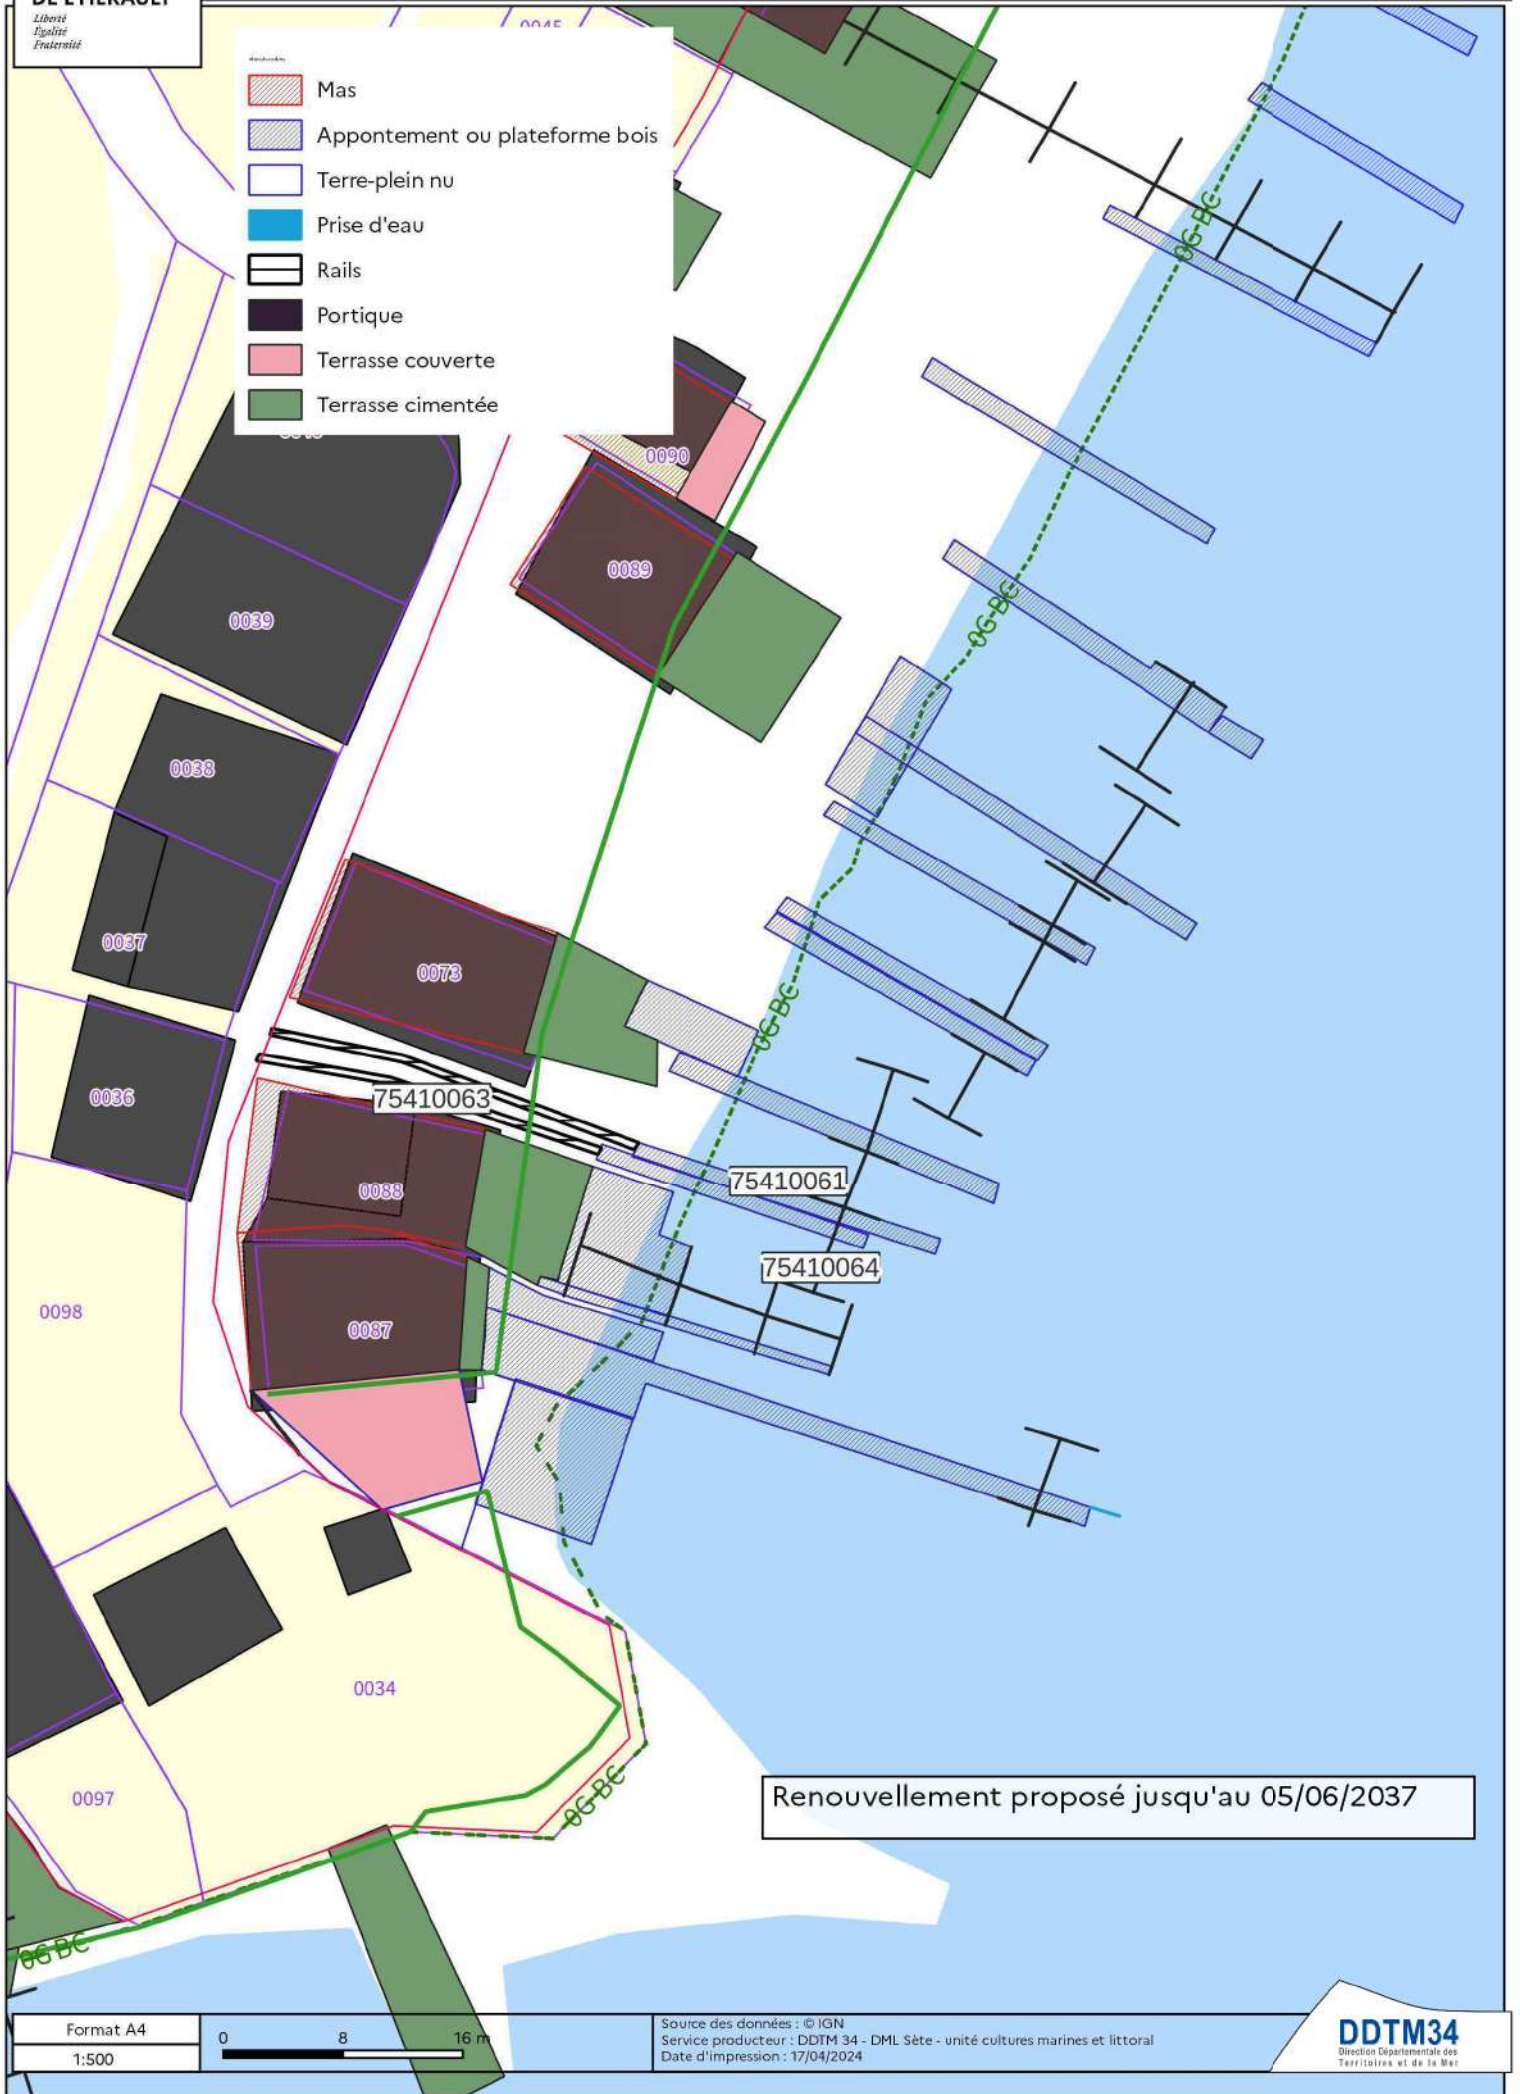 DE L'HÉRAULT
Liberté
Égalité
Fraternité
0045
Mas
Appontement ou plateforme bois
Terre-plein nu
Prise d'eau
Rails
Portique
Terrasse couverte
Terrasse cimentée
0G-BC
0090
0089
0039
0G-BC
0038
0037
0073
0G-BC
0036
75410063
0088
75410061
75410064
0098
0087
0034
0097
0G-BC
0G-BC
Renouvellement proposé jusqu'au 05/06/2037
Format A4
1:500
0 8 16 m
Source des données : © IGN
Service producteur : DDTM 34 - DML Sète - unité cultures marines et littoral
Date d'impression : 17/04/2024
DDTM34
Direction Départementale des
Territoires et de la Mer